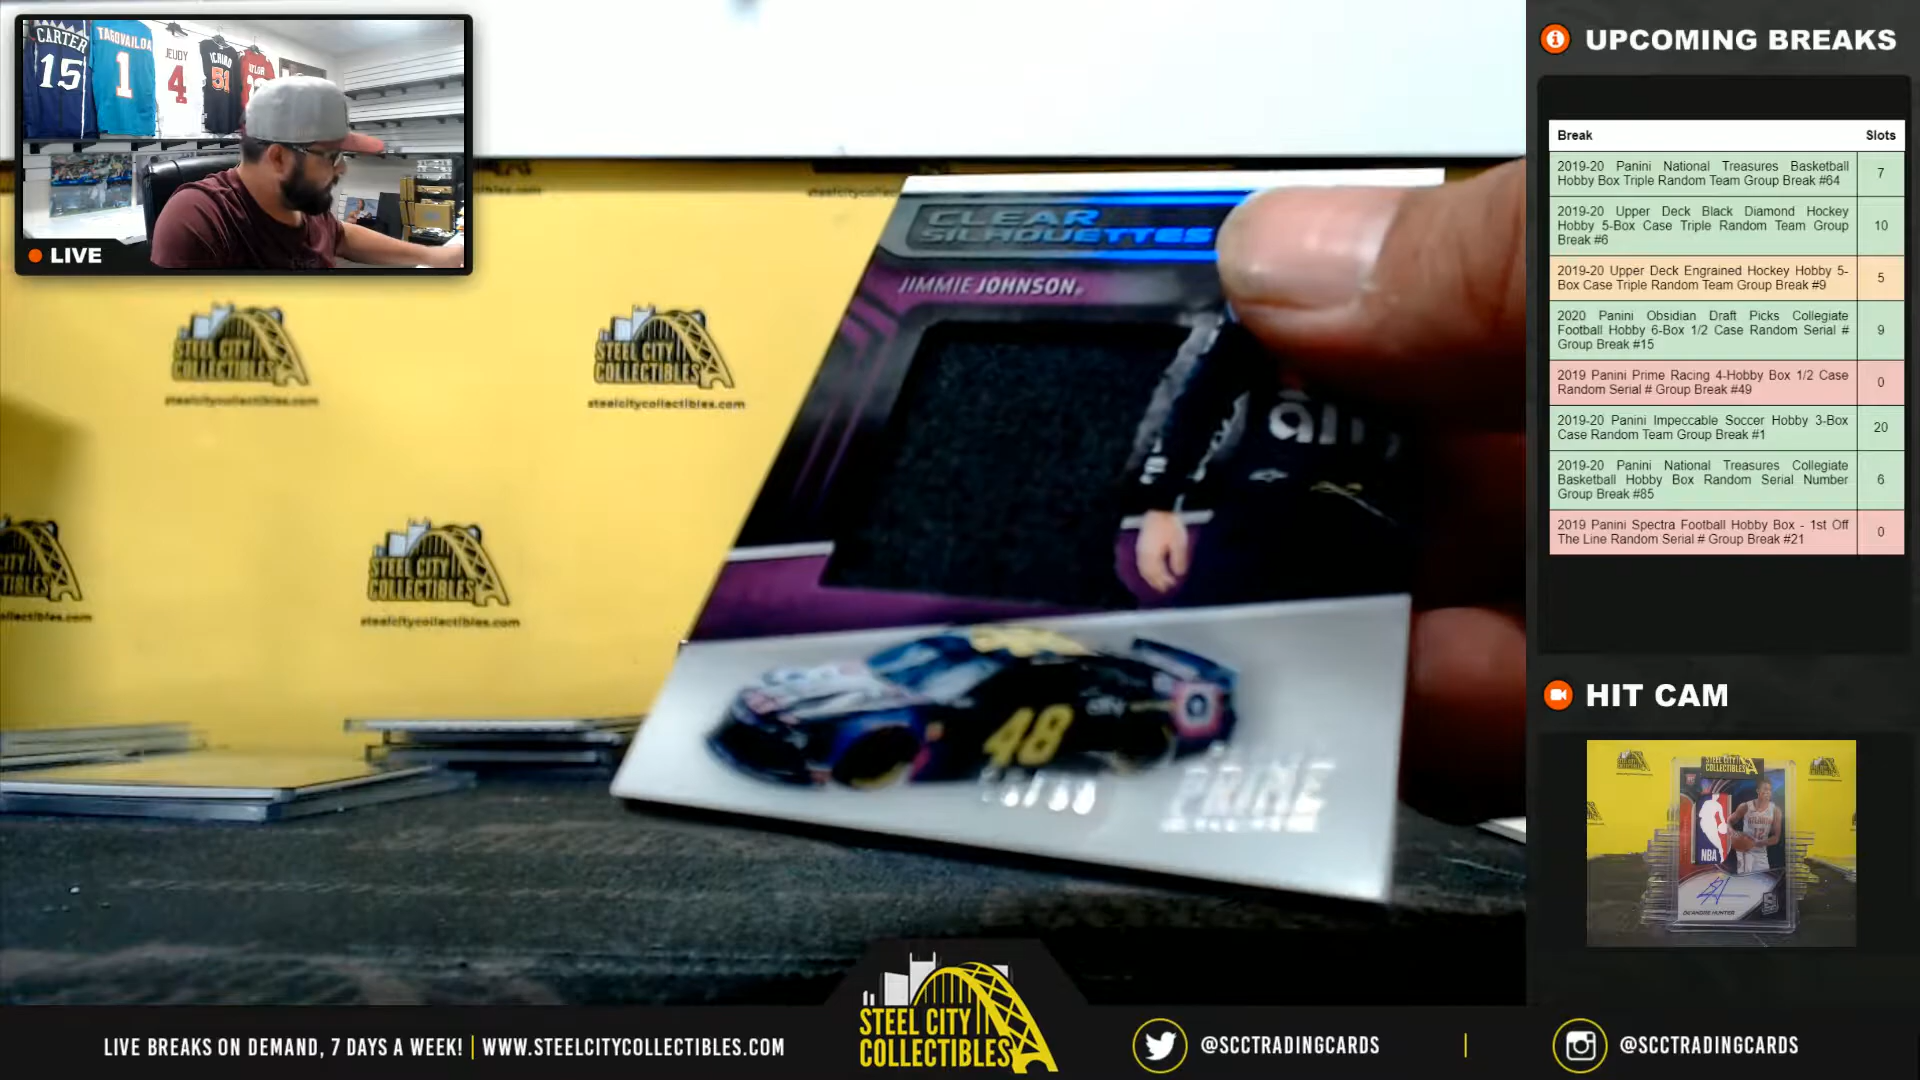 CARTER
15
TAGOVAILOA
1
JEUDY
4
ICHIRO
51
LIVE
CLEAR
SILHOUETTES
JIMMIE JOHNSON
48
PRIME
STEEL CITY
COLLECTIBLES
steelcitycollectibles.com
STEEL CITY
COLLECTIBLES
steelcitycollectibles.com
STEEL CITY
COLLECTIBLES
steelcitycollectibles.com
UPCOMING BREAKS
Break Slots
2019-20 Panini National Treasures Basketball
Hobby Box Triple Random Team Group Break #64 7
2019-20 Upper Deck Black Diamond Hockey
Hobby 5-Box Case Triple Random Team Group 10
Break #6
2019-20 Upper Deck Engrained Hockey Hobby 5-
Box Case Triple Random Team Group Break #9 5
2020 Panini Obsidian Draft Picks Collegiate
Football Hobby 6-Box 1/2 Case Random Serial # 9
Group Break #15
2019 Panini Prime Racing 4-Hobby Box 1/2 Case
Random Serial # Group Break #49 0
2019-20 Panini Impeccable Soccer Hobby 3-Box
Case Random Team Group Break #1 20
2019-20 Panini National Treasures Collegiate
Basketball Hobby Box Random Serial Number 6
Group Break #85
2019 Panini Spectra Football Hobby Box - 1st Off
The Line Random Serial # Group Break #21 0
HIT CAM
STEEL CITY
COLLECTIBLES
NBA
DE'ANDRE HUNTER
LIVE BREAKS ON DEMAND, 7 DAYS A WEEK! | WWW.STEELCITYCOLLECTIBLES.COM
STEEL CITY
COLLECTIBLES
@SCCTRADINGCARDS
@SCCTRADINGCARDS